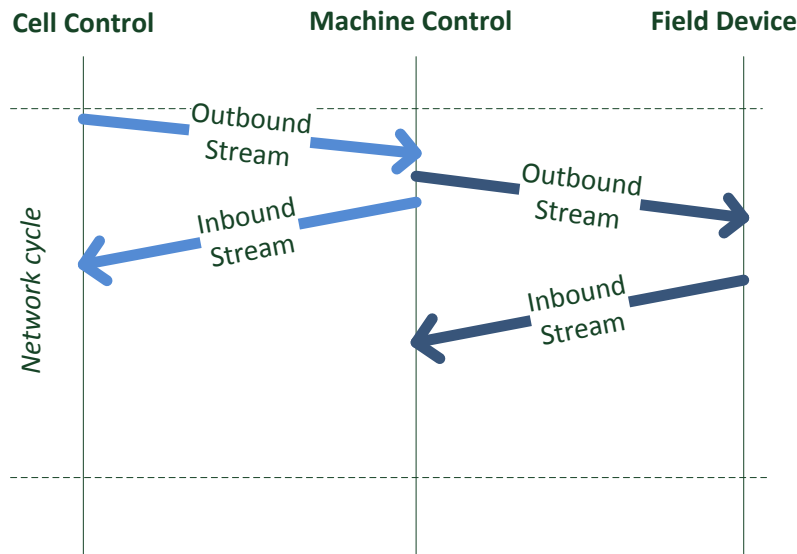 Cell Control
Machine Control
Field Device
Outbound
Stream
Outbound
Stream
Inbound
Stream
Inbound
Stream
Network cycle